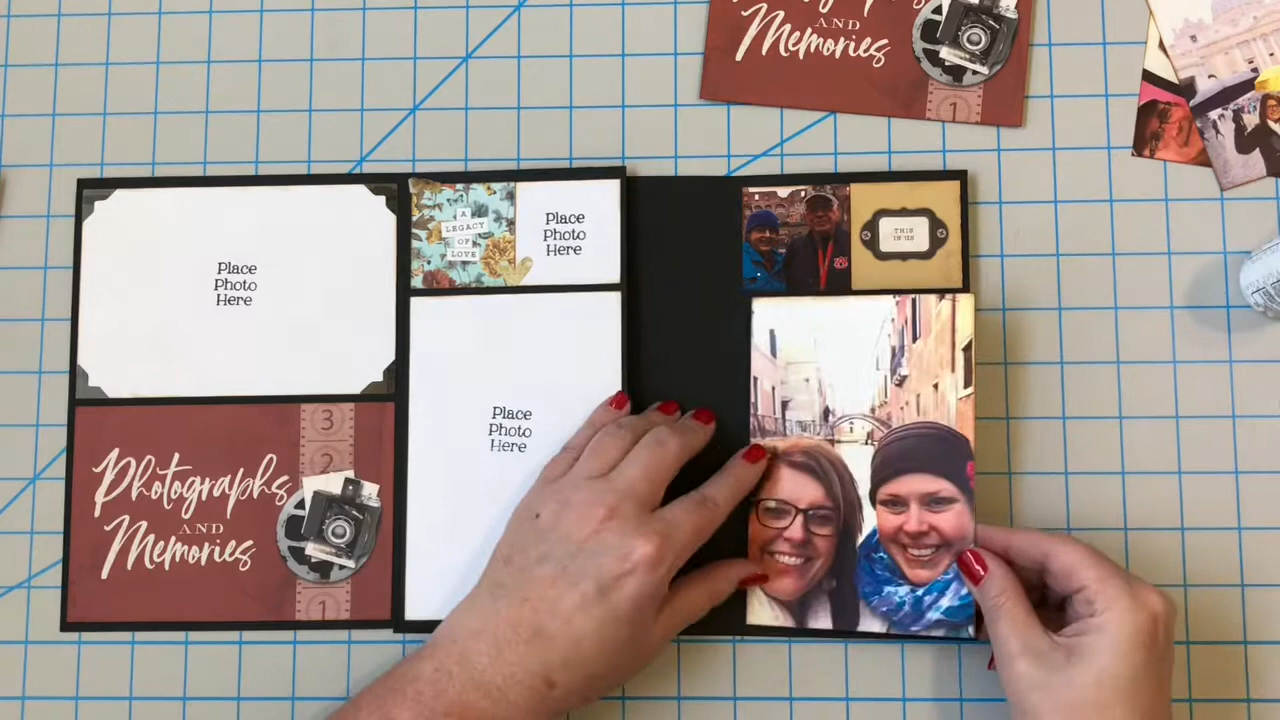 Photographs
AND
Memories
1
Place
Photo
Here
3
2
Photographs
AND
Memories
1
A
LEGACY
OF
LOVE
Place
Photo
Here
Place
Photo
Here
THIS
IS US